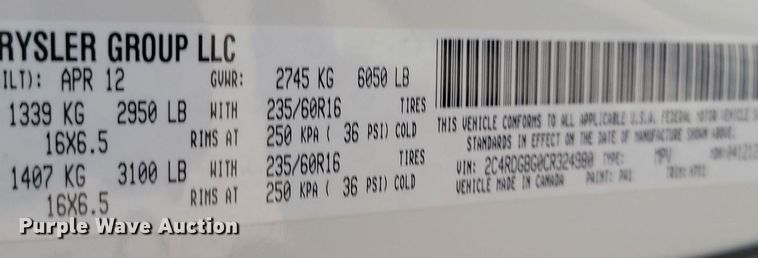 RYSLER GROUP LLC
ILT): APR 12 GVWR: 2745 KG 6050 LB
1339 KG 2950 LB WITH 235/60R16 TIRES
16X6.5 RIMS AT 250 KPA ( 36 PSI) COLD
1407 KG 3100 LB WITH 235/60R16 TIRES
16X6.5 RIMS AT 250 KPA ( 36 PSI) COLD
THIS VEHICLE CONFORMS TO ALL APPLICABLE U.S.A. FEDERAL MOTOR VEHICLE
STANDARDS IN EFFECT ON THE DATE OF MANUFACTURE SHOWN ABOVE.
VIN: 2C4RDGBG0CR324980 TYPE: MPV
VEHICLE MADE IN CANADA PAINT: TRIM:
Purple Wave Auction